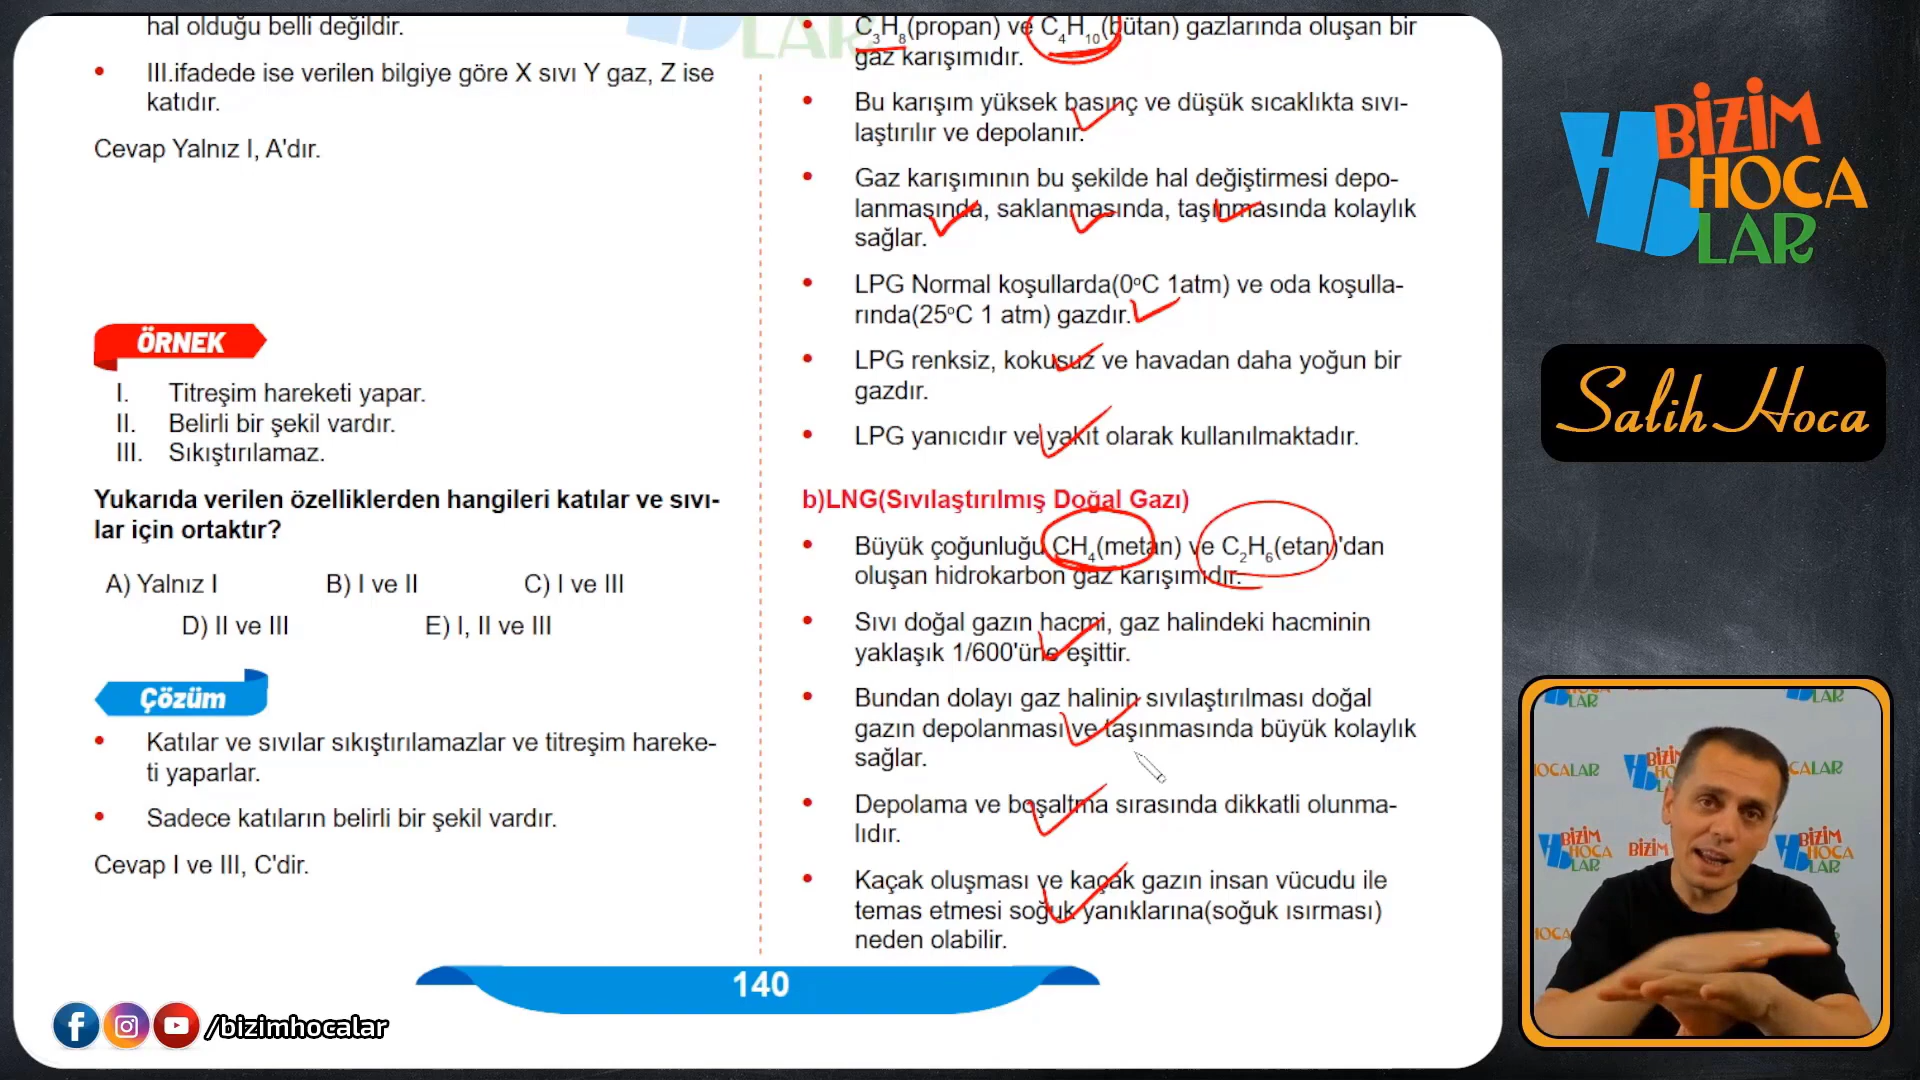 hal olduğu belli değildir.
• III.ifadede ise verilen bilgiye göre X sıvı Y gaz, Z ise
katıdır.
Cevap Yalnız I, A'dır.
ÖRNEK
I. Titreşim hareketi yapar.
II. Belirli bir şekil vardır.
III. Sıkıştırılamaz.
Yukarıda verilen özelliklerden hangileri katılar ve sıvı-
lar için ortaktır?
A) Yalnız I B) I ve II C) I ve III
D) II ve III E) I, II ve III
Çözüm
• Katılar ve sıvılar sıkıştırılamazlar ve titreşim hareke-
ti yaparlar.
• Sadece katıların belirli bir şekil vardır.
Cevap I ve III, C'dir.
• C₃H₈(propan) ve C₄H₁₀(bütan) gazlarında oluşan bir
gaz karışımıdır.
• Bu karışım yüksek basınç ve düşük sıcaklıkta sıvı-
laştırılır ve depolanır.
• Gaz karışımının bu şekilde hal değiştirmesi depo-
lanmasında, saklanmasında, taşınmasında kolaylık
sağlar.
• LPG Normal koşullarda(0°C 1atm) ve oda koşulla-
rında(25°C 1 atm) gazdır.
• LPG renksiz, kokusuz ve havadan daha yoğun bir
gazdır.
• LPG yanıcıdır ve yakıt olarak kullanılmaktadır.
b)LNG(Sıvılaştırılmış Doğal Gazı)
• Büyük çoğunluğu CH₄(metan) ve C₂H₆(etan)'dan
oluşan hidrokarbon gaz karışımıdır.
• Sıvı doğal gazın hacmi, gaz halindeki hacminin
yaklaşık 1/600'üne eşittir.
• Bundan dolayı gaz halinin sıvılaştırılması doğal
gazın depolanması ve taşınmasında büyük kolaylık
sağlar.
• Depolama ve boşaltma sırasında dikkatli olunma-
lıdır.
• Kaçak oluşması ve kaçak gazın insan vücudu ile
temas etmesi soğuk yanıklarına(soğuk ısırması)
neden olabilir.
140
/bizimhocalar
BİZİM
HOCA
LAR
Salih Hoca